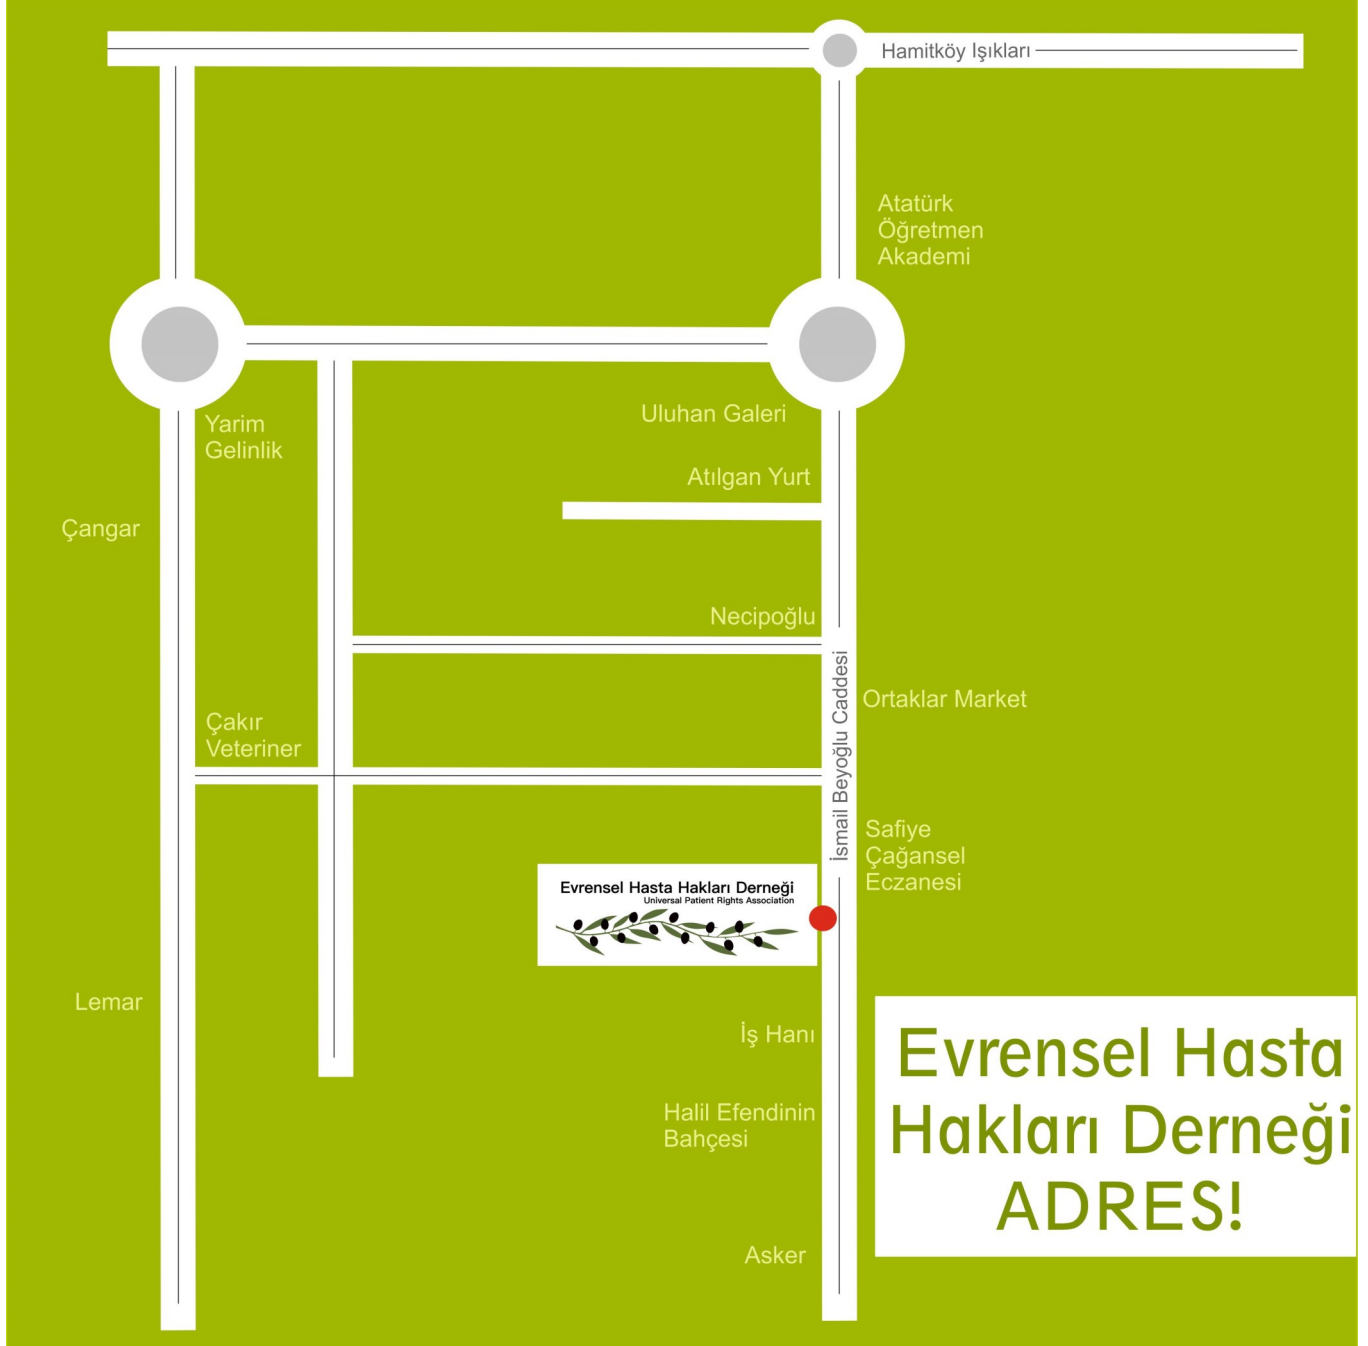 Hamitköy Işıkları
Atatürk
Öğretmen
Akademi
Yarim
Gelinlik
Uluhan Galeri
Atılgan Yurt
Çangar
Necipoğlu
İsmail Beyoğlu Caddesi
Ortaklar Market
Çakır
Veteriner
Safiye
Çağansel
Eczanesi
Evrensel Hasta Hakları Derneği
Universal Patient Rights Association
Lemar
İş Hanı
Halil Efendinin
Bahçesi
Asker
Evrensel Hasta
Hakları Derneği
ADRES!